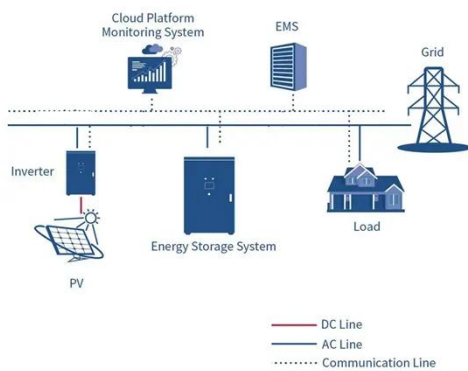 Cloud Platform
Monitoring System
EMS
Grid
Inverter
Energy Storage System
Load
PV
DC Line
AC Line
Communication Line